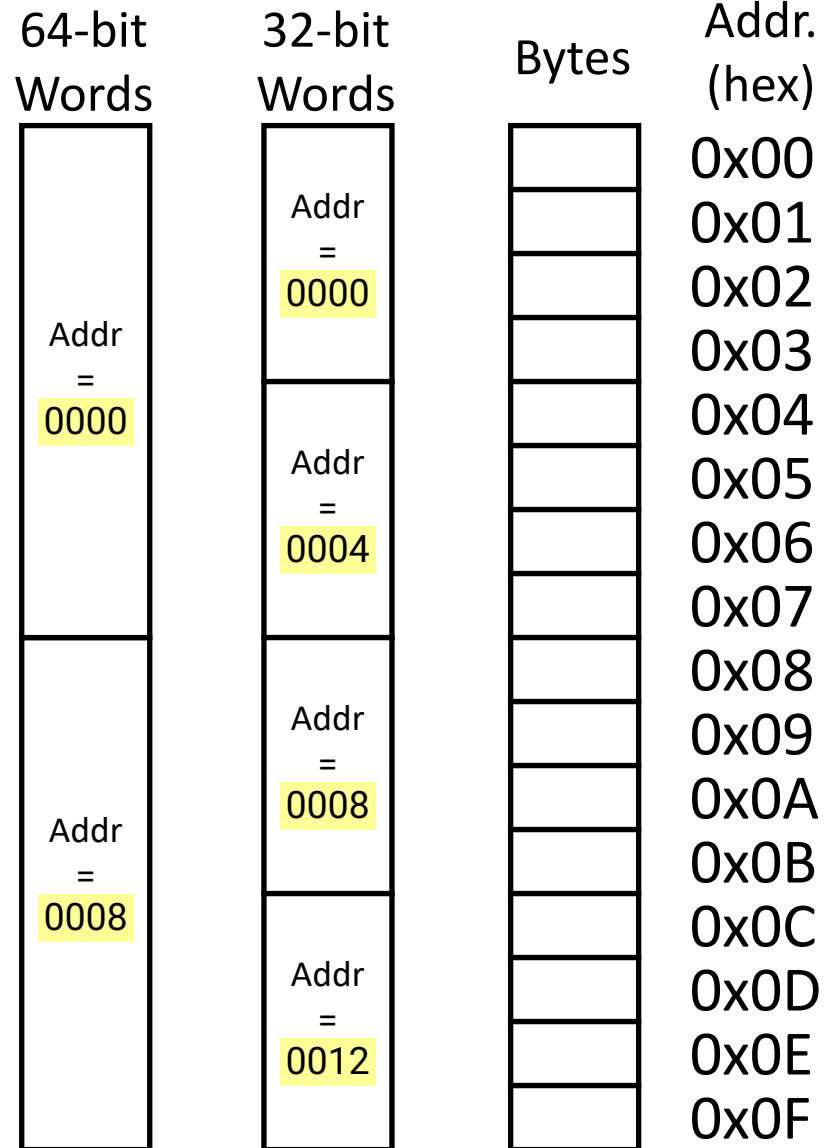 64-bit
Words
32-bit
Words
Bytes
Addr.
(hex)
Addr
=
0000
Addr
=
0008
Addr
=
0000
Addr
=
0004
Addr
=
0008
Addr
=
0012
0x00
0x01
0x02
0x03
0x04
0x05
0x06
0x07
0x08
0x09
0x0A
0x0B
0x0C
0x0D
0x0E
0x0F